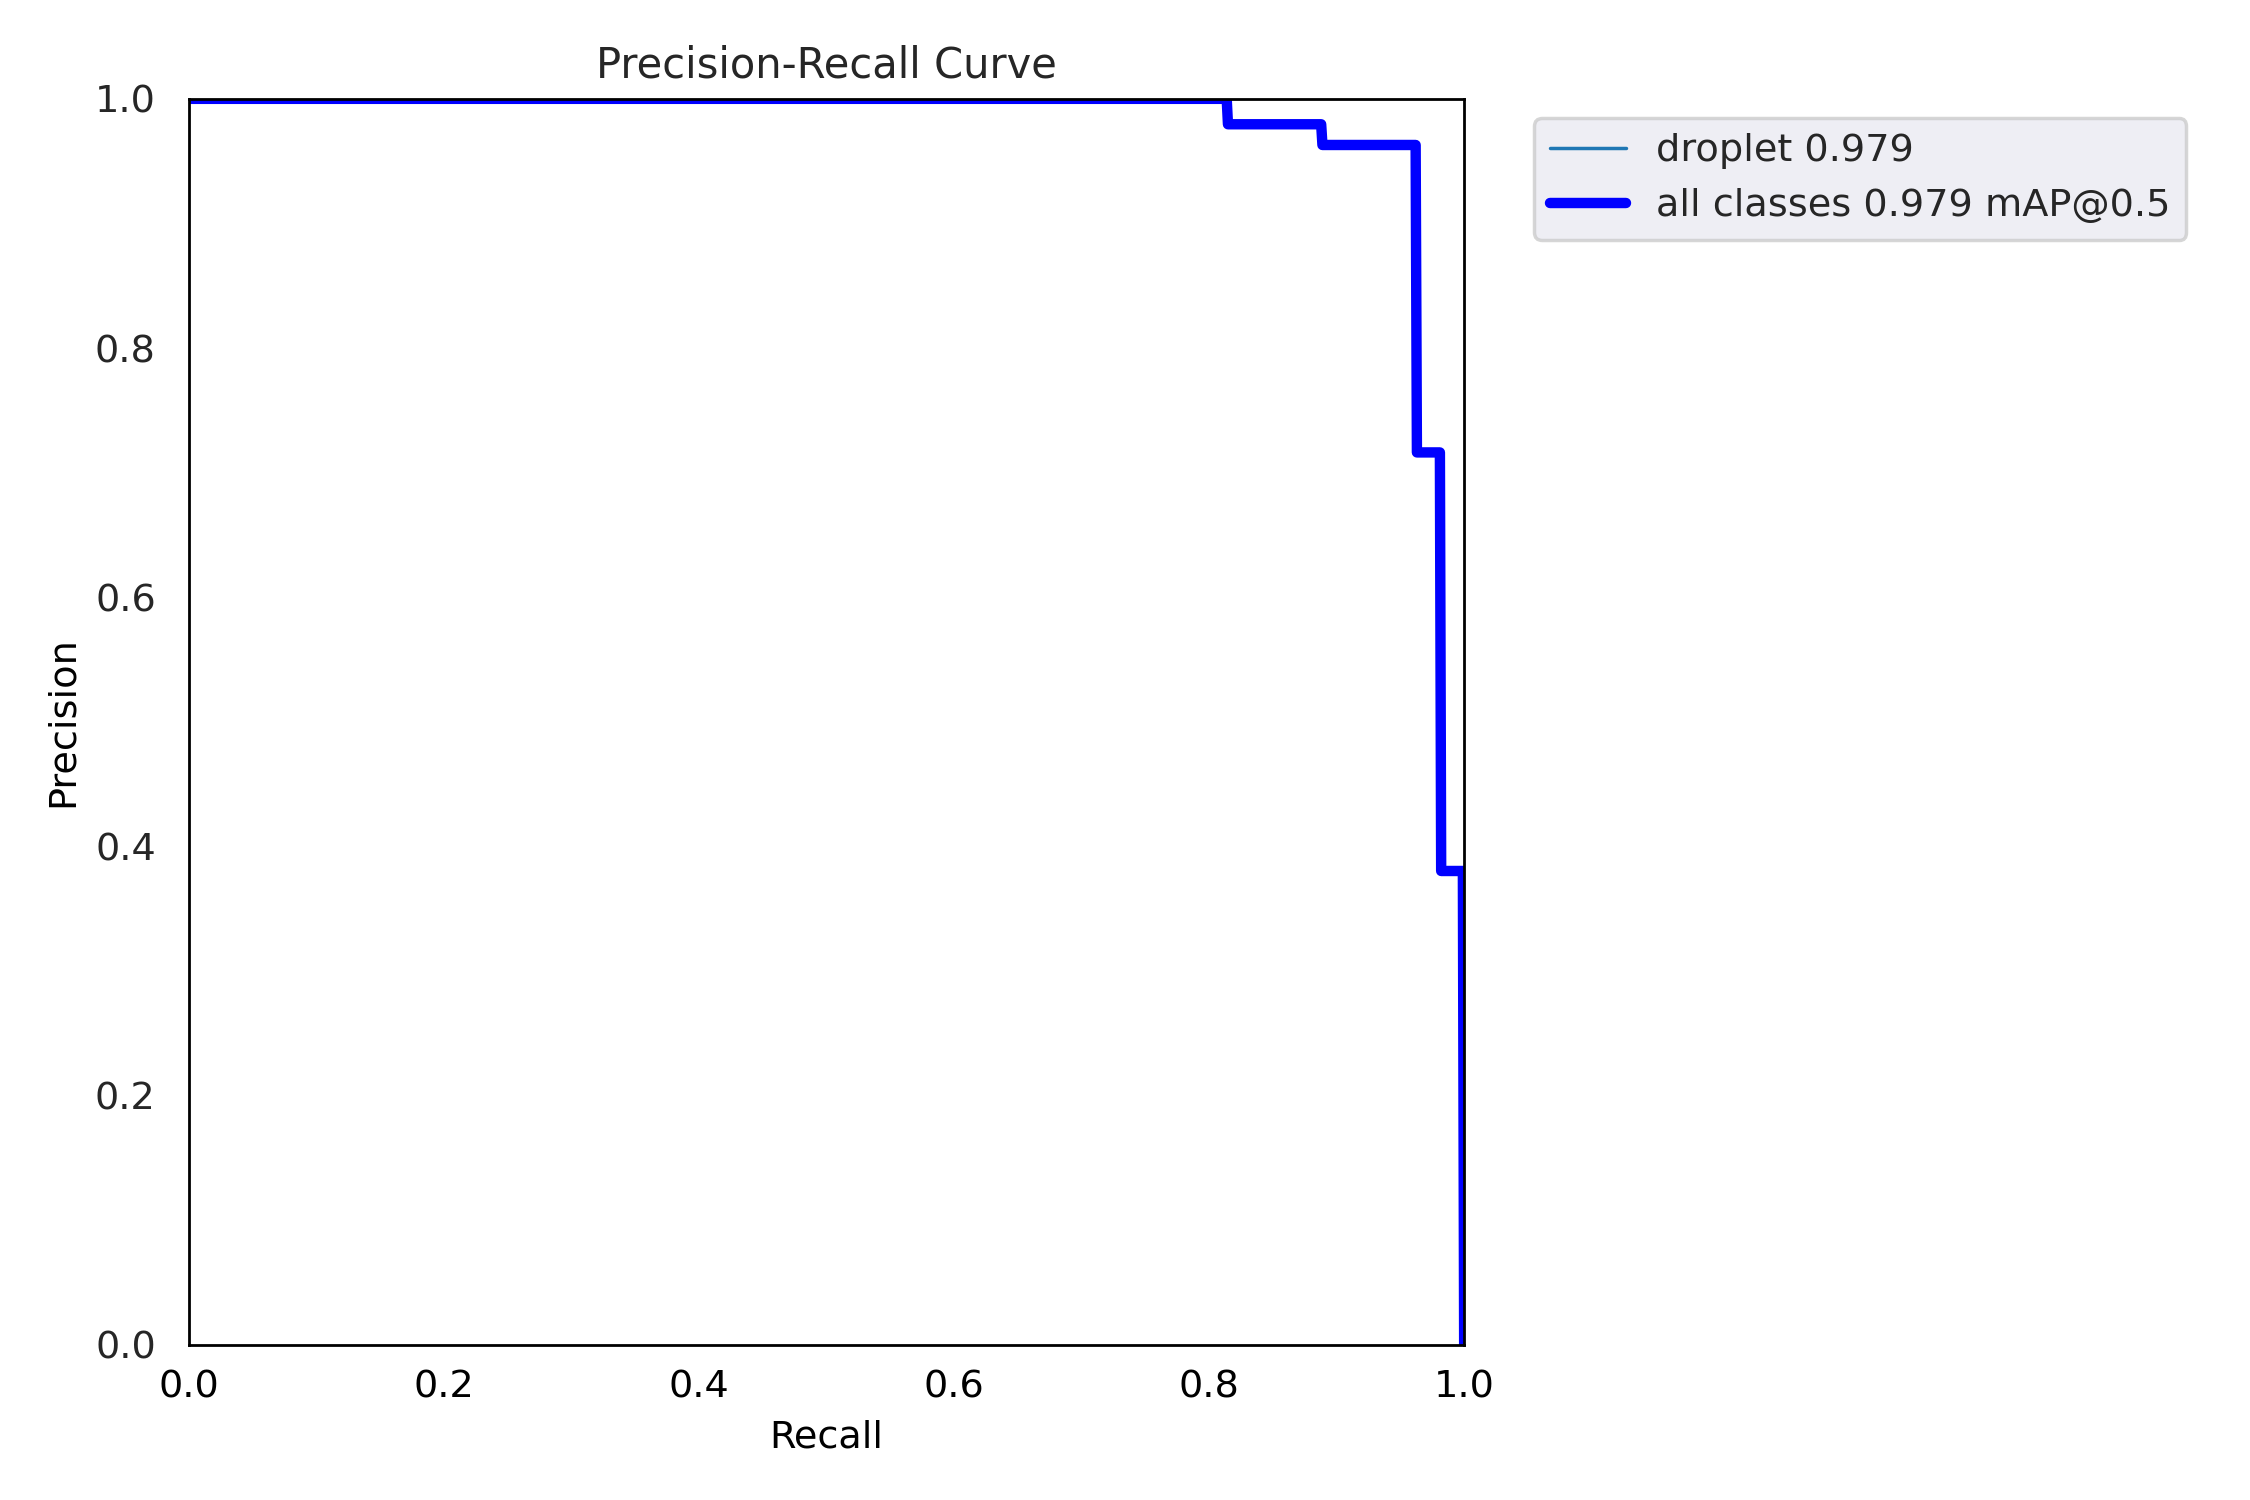 Precision-Recall Curve
1.0
0.8
0.6
0.4
0.2
0.0
Precision
0.0 0.2 0.4 0.6 0.8 1.0
Recall
droplet 0.979
all classes 0.979 mAP@0.5